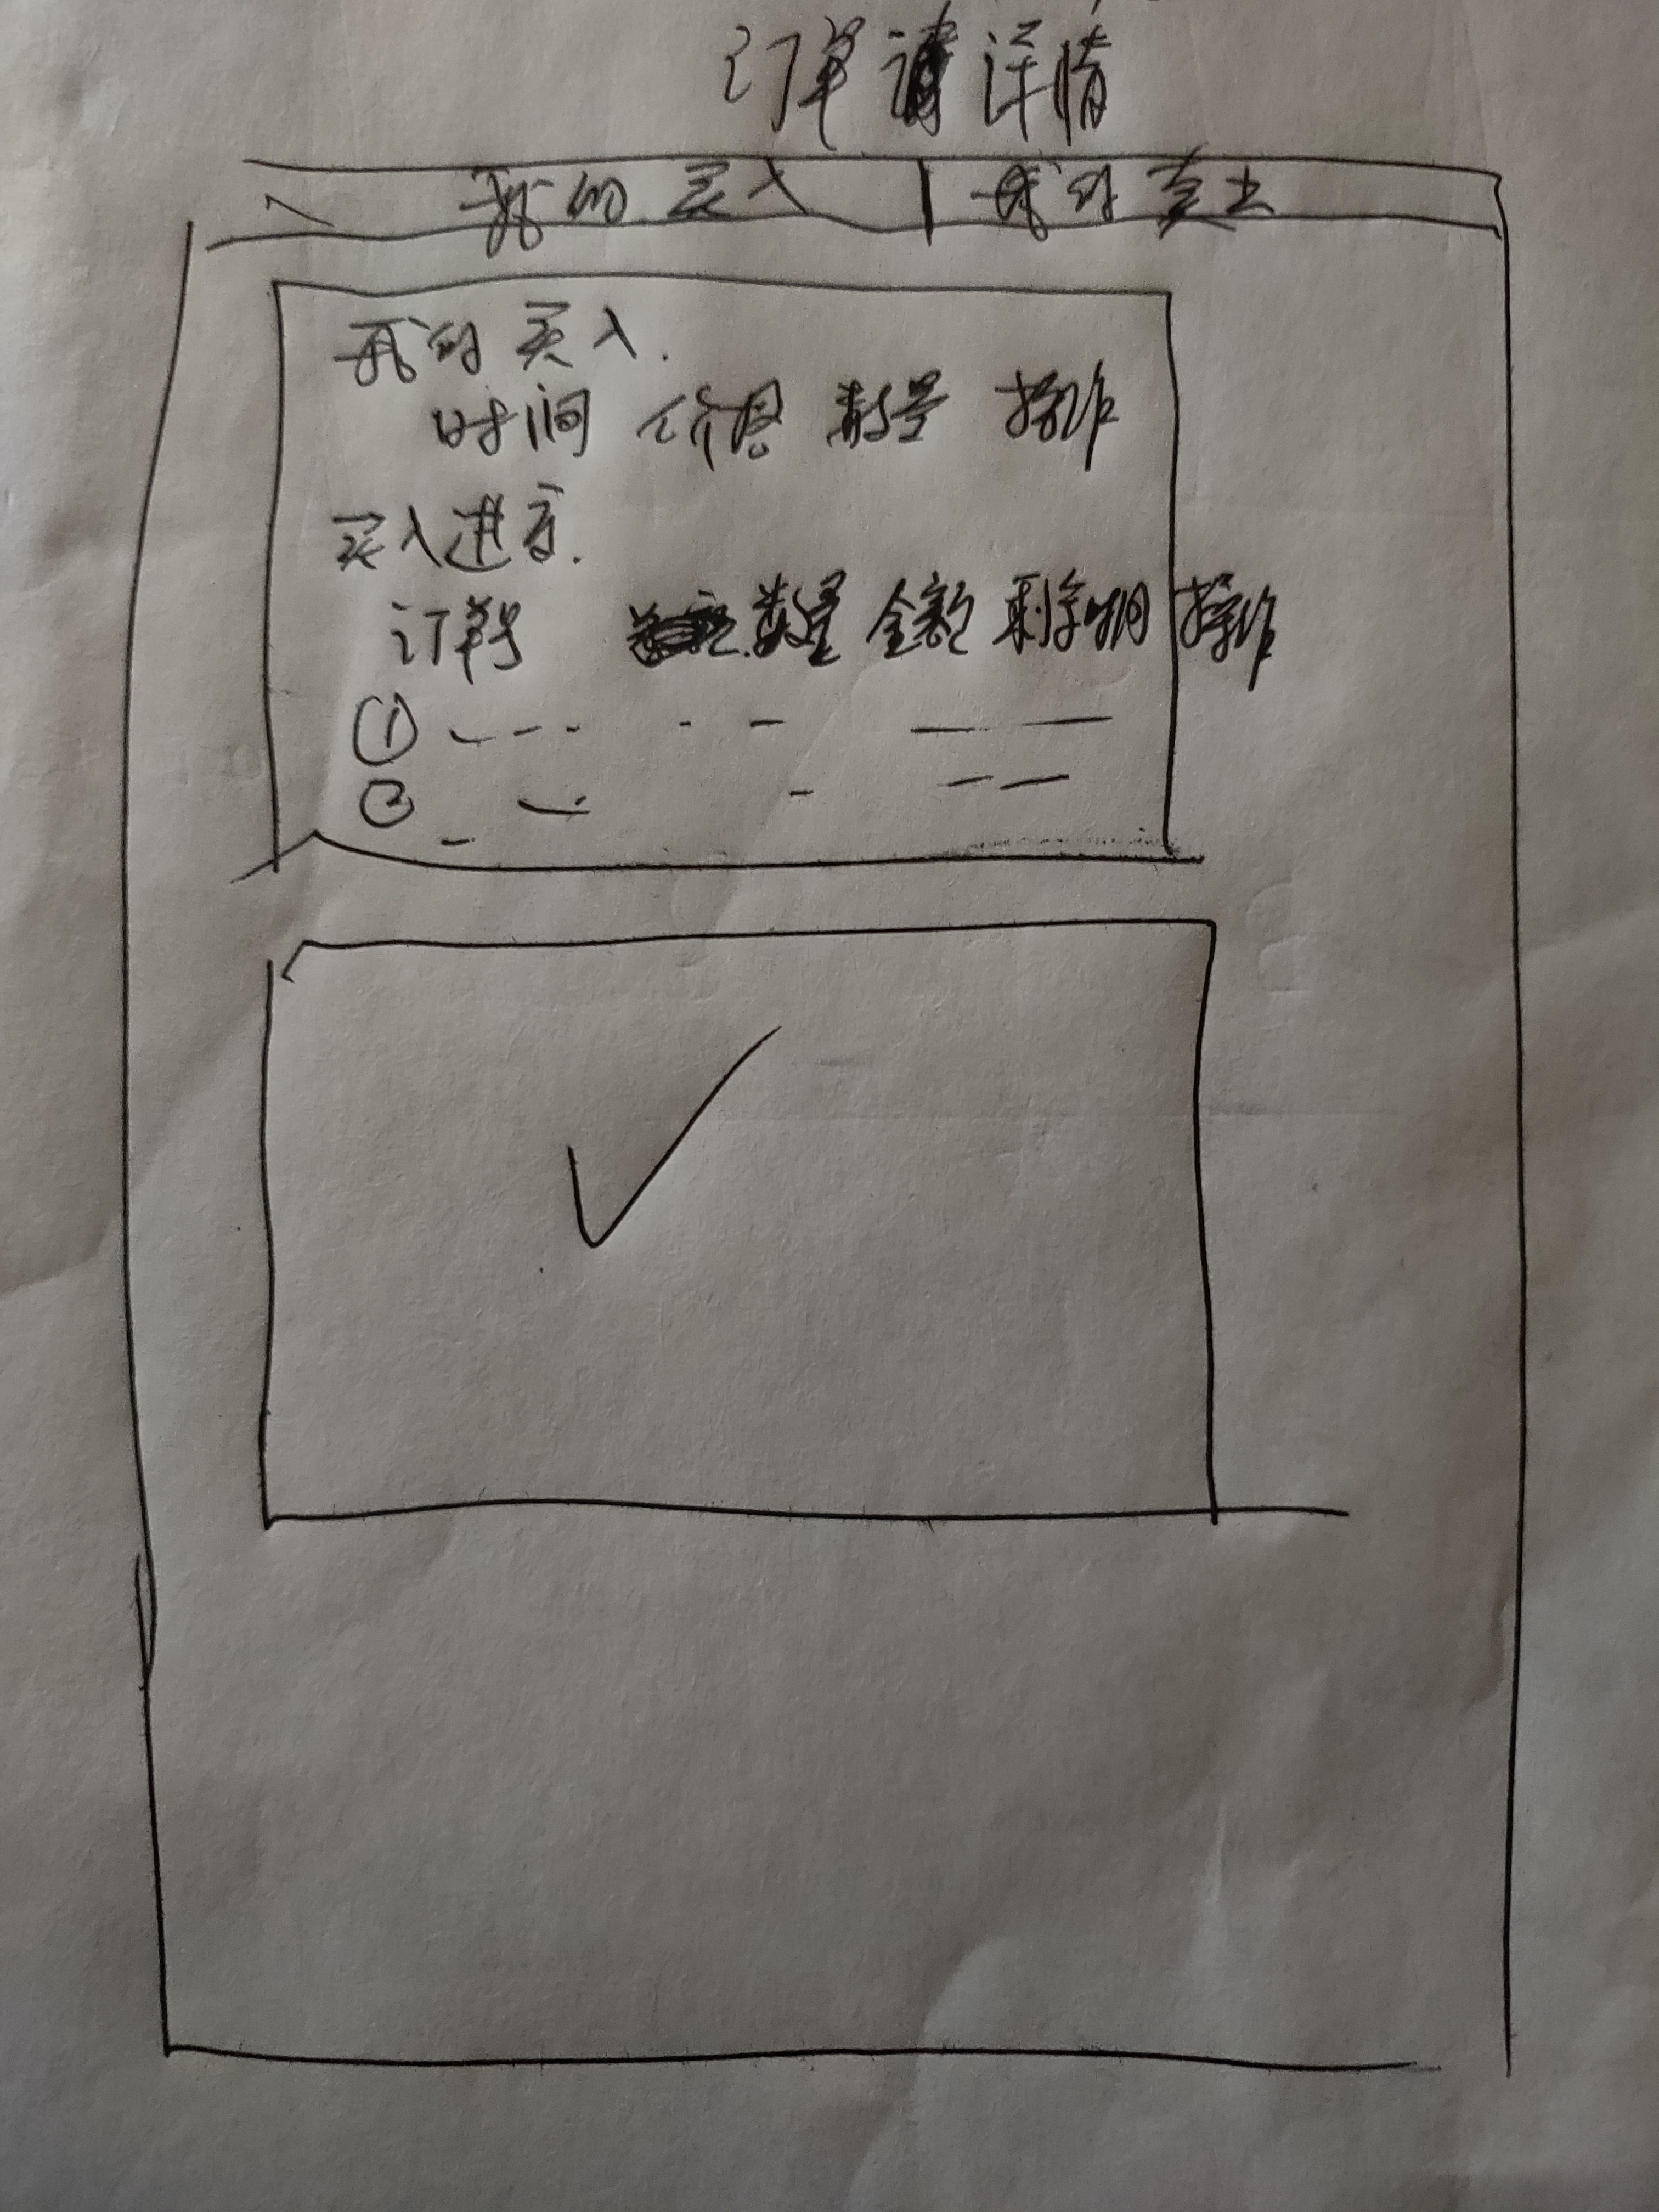 订单详情
我的买入 我的卖出
我的买入.
时间 价格 数量 操作
买入进度.
订单号 数量 金额 剩余时间 操作
①
②